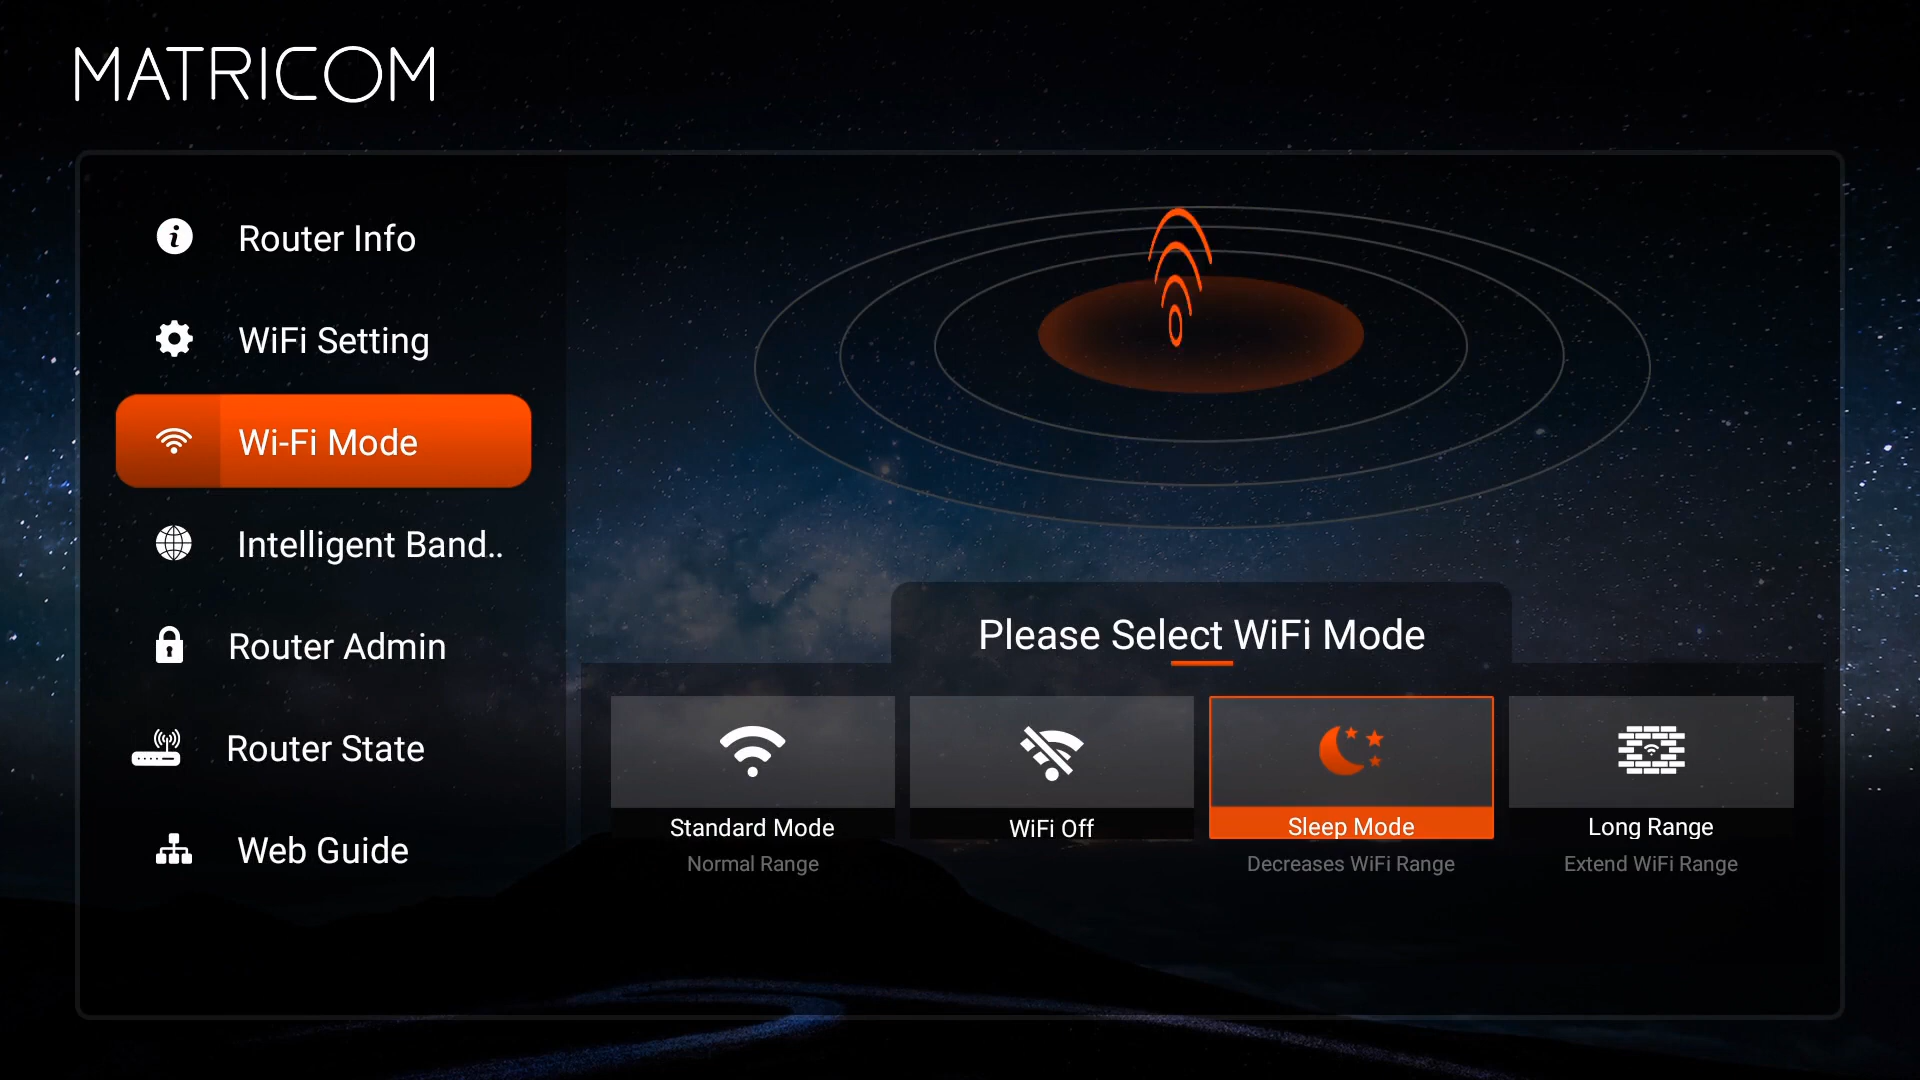 MATRICOM
Router Info
WiFi Setting
Wi-Fi Mode
Intelligent Band..
Router Admin
Router State
Web Guide
Please Select WiFi Mode
Standard Mode
Normal Range
WiFi Off
Sleep Mode
Decreases WiFi Range
Long Range
Extend WiFi Range